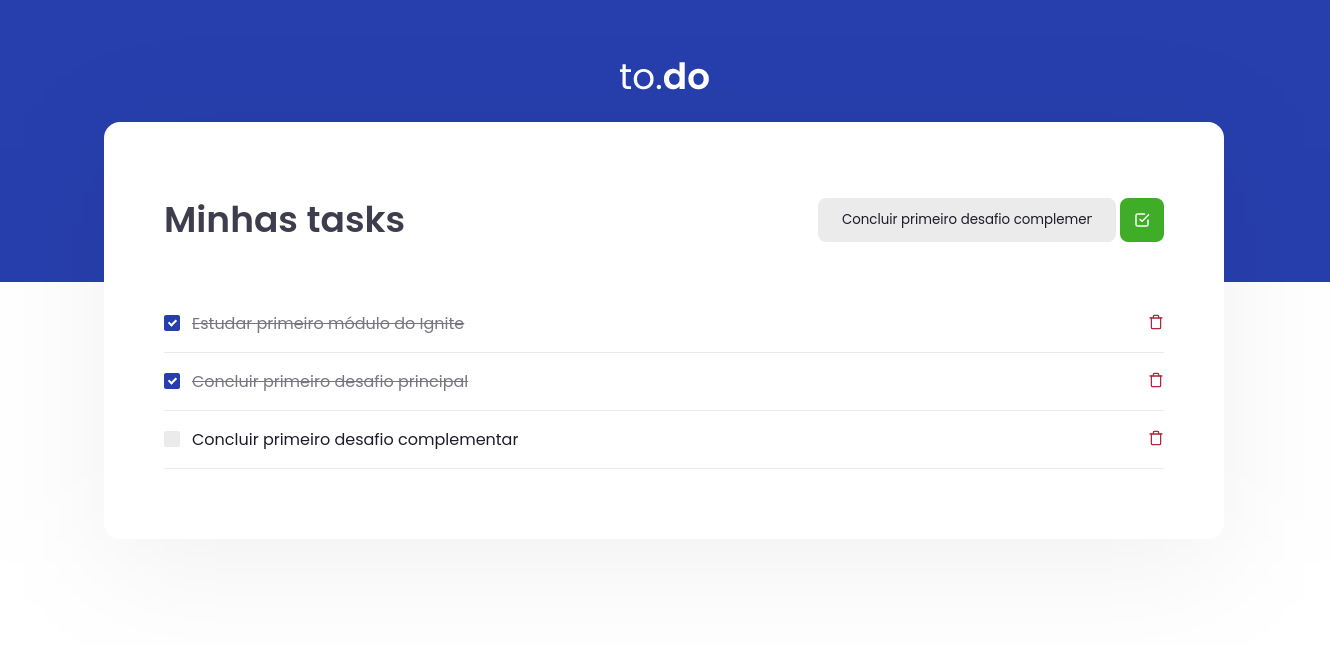 to.do
Minhas tasks
Concluir primeiro desafio complemer
Estudar primeiro módulo do Ignite
Concluir primeiro desafio principal
Concluir primeiro desafio complementar